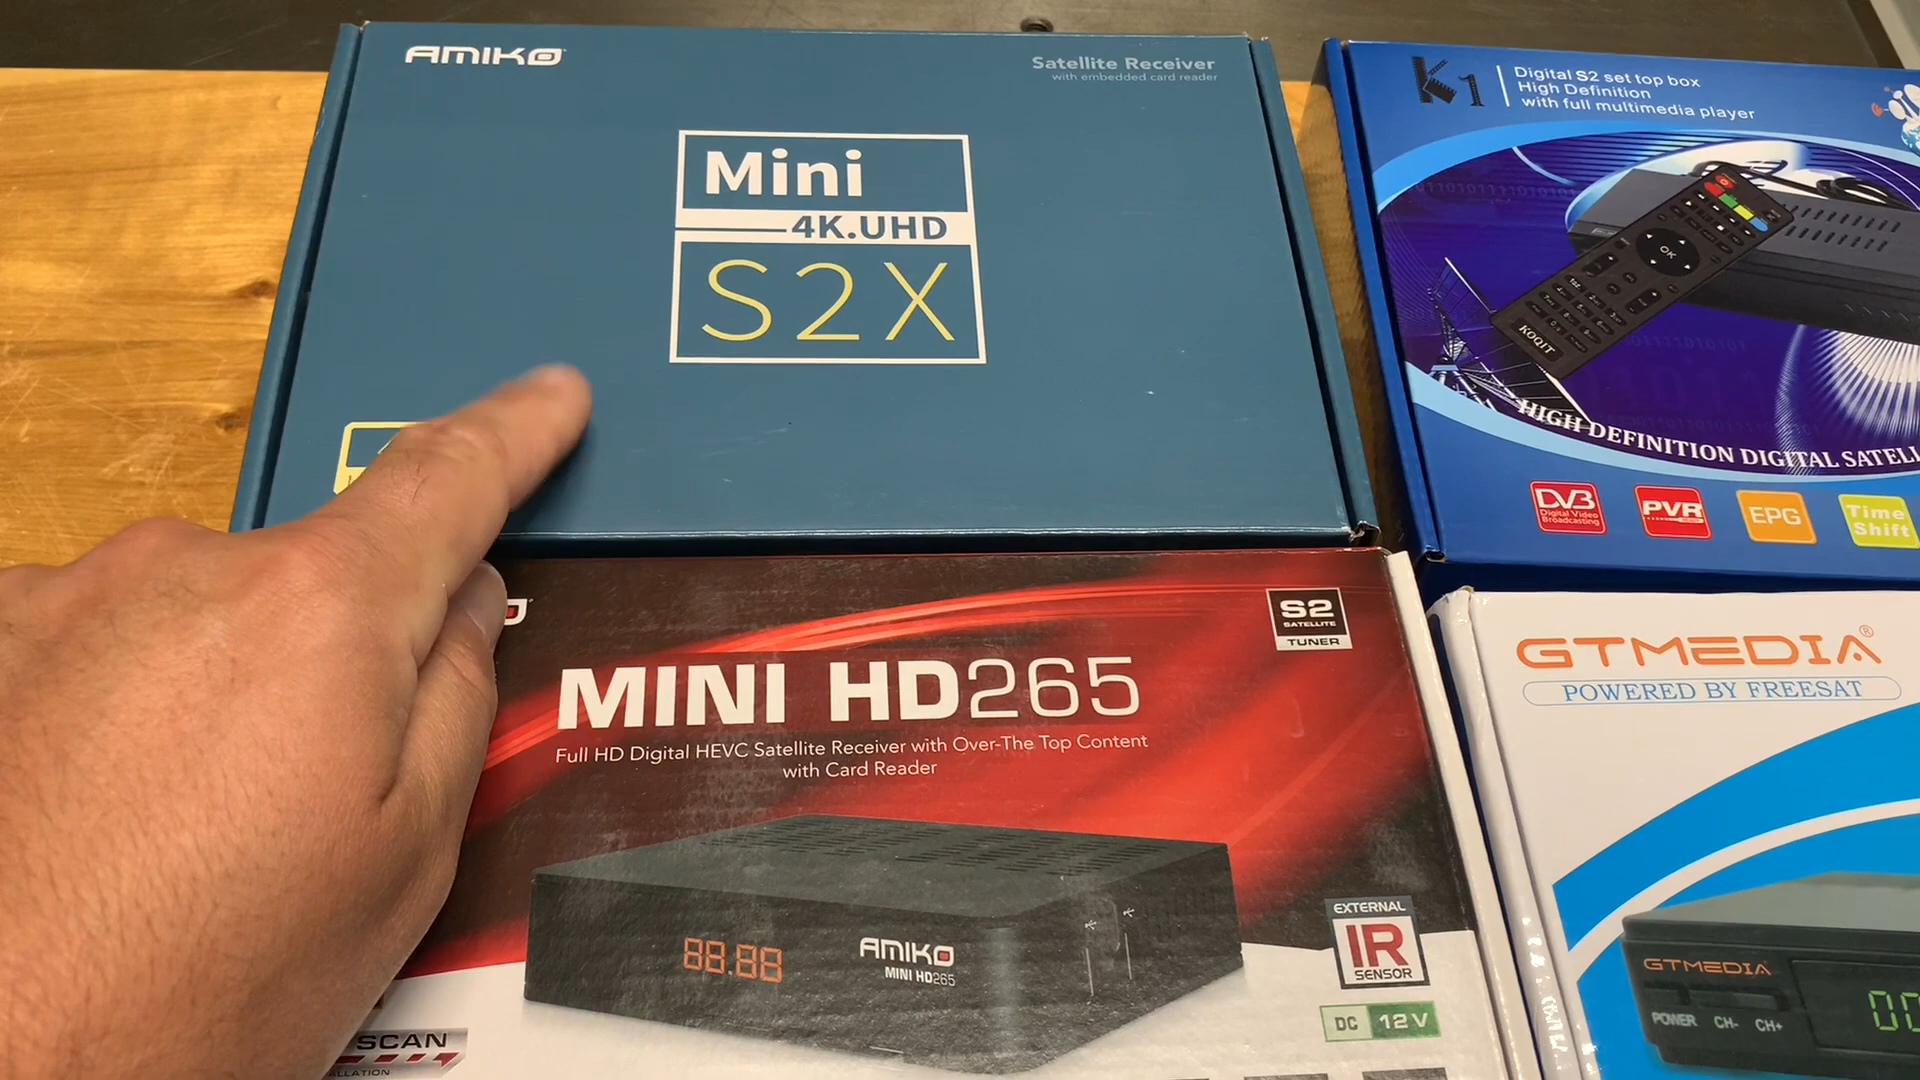 AMIKO
Satellite Receiver
with embedded card reader
Mini
4K.UHD
S2X
K1
Digital S2 set top box
High Definition
with full multimedia player
OK
KOQIT
HIGH DEFINITION DIGITAL
DVB
Digital Video
Broadcasting
PVR
EPG
Time
Shift
S2
SATELLITE
TUNER
MINI HD265
Full HD Digital HEVC Satellite Receiver with Over-The Top Content
with Card Reader
88.88
AMIKO
MINI HD265
EXTERNAL
IR
SENSOR
DC 12V
SCAN
GTMEDIA®
POWERED BY FREESAT
GTMEDIA
POWER CH- CH+